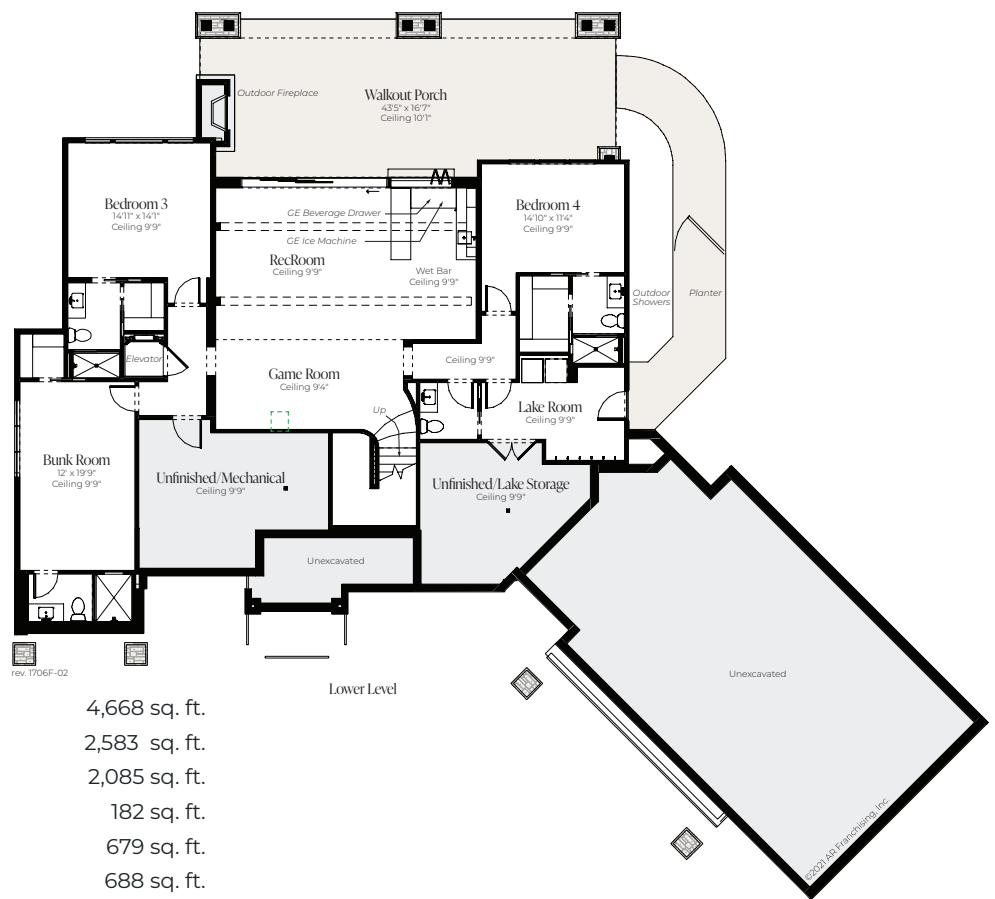 Outdoor Fireplace
Walkout Porch
43'5" x 16'7"
Ceiling 10'1"
Bedroom 3
14'11" x 14'1"
Ceiling 9'9"
GE Beverage Drawer
GE Ice Machine
RecRoom
Ceiling 9'9"
Wet Bar
Ceiling 9'9"
Bedroom 4
14'10" x 11'4"
Ceiling 9'9"
Outdoor
Showers
Planter
Elevator
Ceiling 9'9"
Game Room
Ceiling 9'4"
Up
Lake Room
Ceiling 9'9"
Bunk Room
12' x 19'9"
Ceiling 9'9"
Unfinished/Mechanical
Ceiling 9'9"
Unfinished/Lake Storage
Ceiling 9'9"
Unexcavated
Unexcavated
rev. 1706F-02
Lower Level
4,668 sq. ft.
2,583 sq. ft.
2,085 sq. ft.
182 sq. ft.
679 sq. ft.
688 sq. ft.
©2021 AR Franchising, Inc.